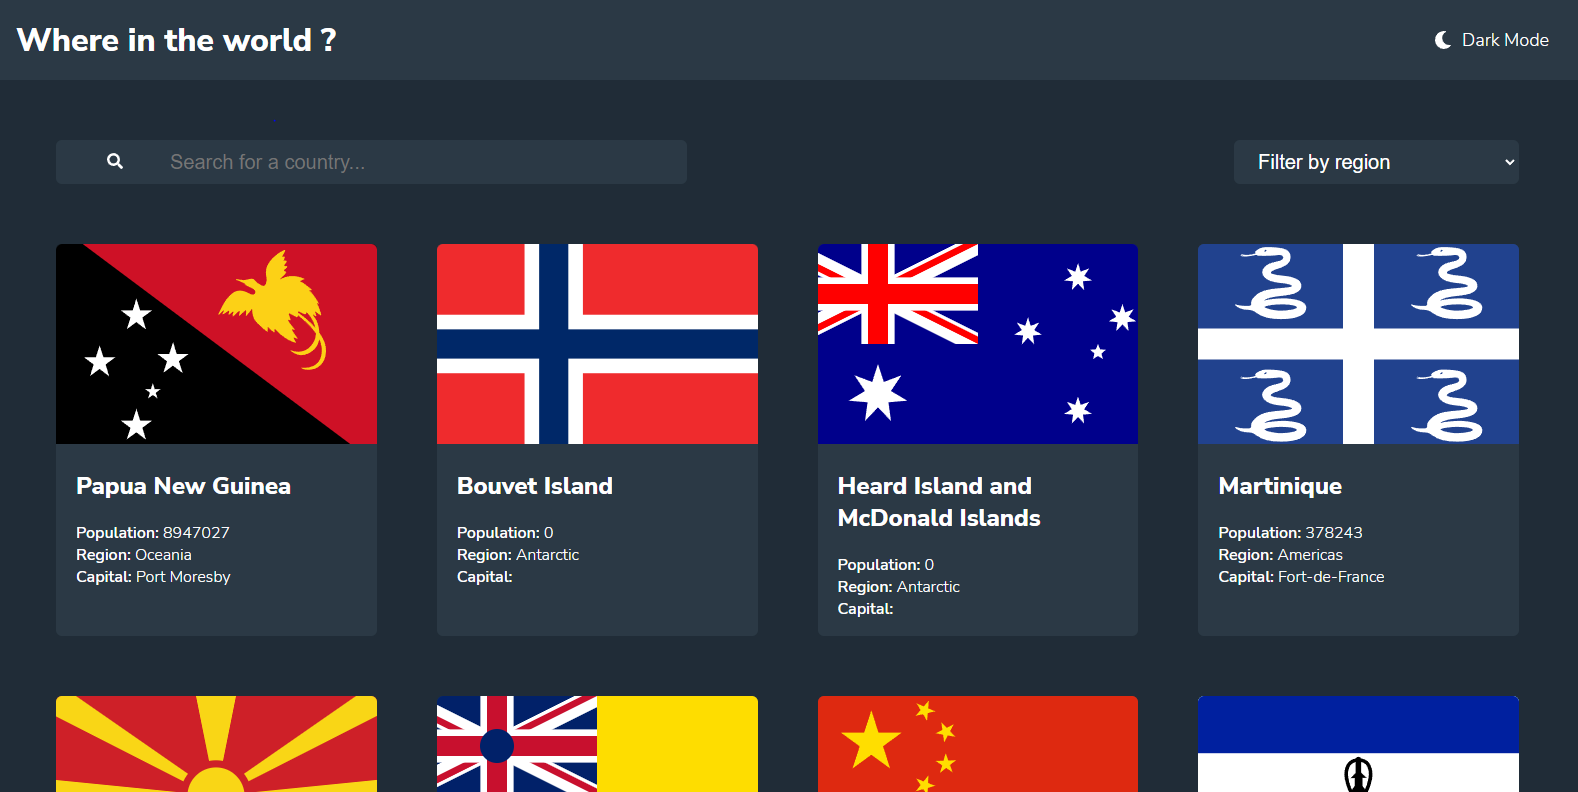 Where in the world ?
Dark Mode
Search for a country...
Filter by region
Papua New Guinea
Population: 8947027
Region: Oceania
Capital: Port Moresby
Bouvet Island
Population: 0
Region: Antarctic
Capital:
Heard Island and
McDonald Islands
Population: 0
Region: Antarctic
Capital:
Martinique
Population: 378243
Region: Americas
Capital: Fort-de-France